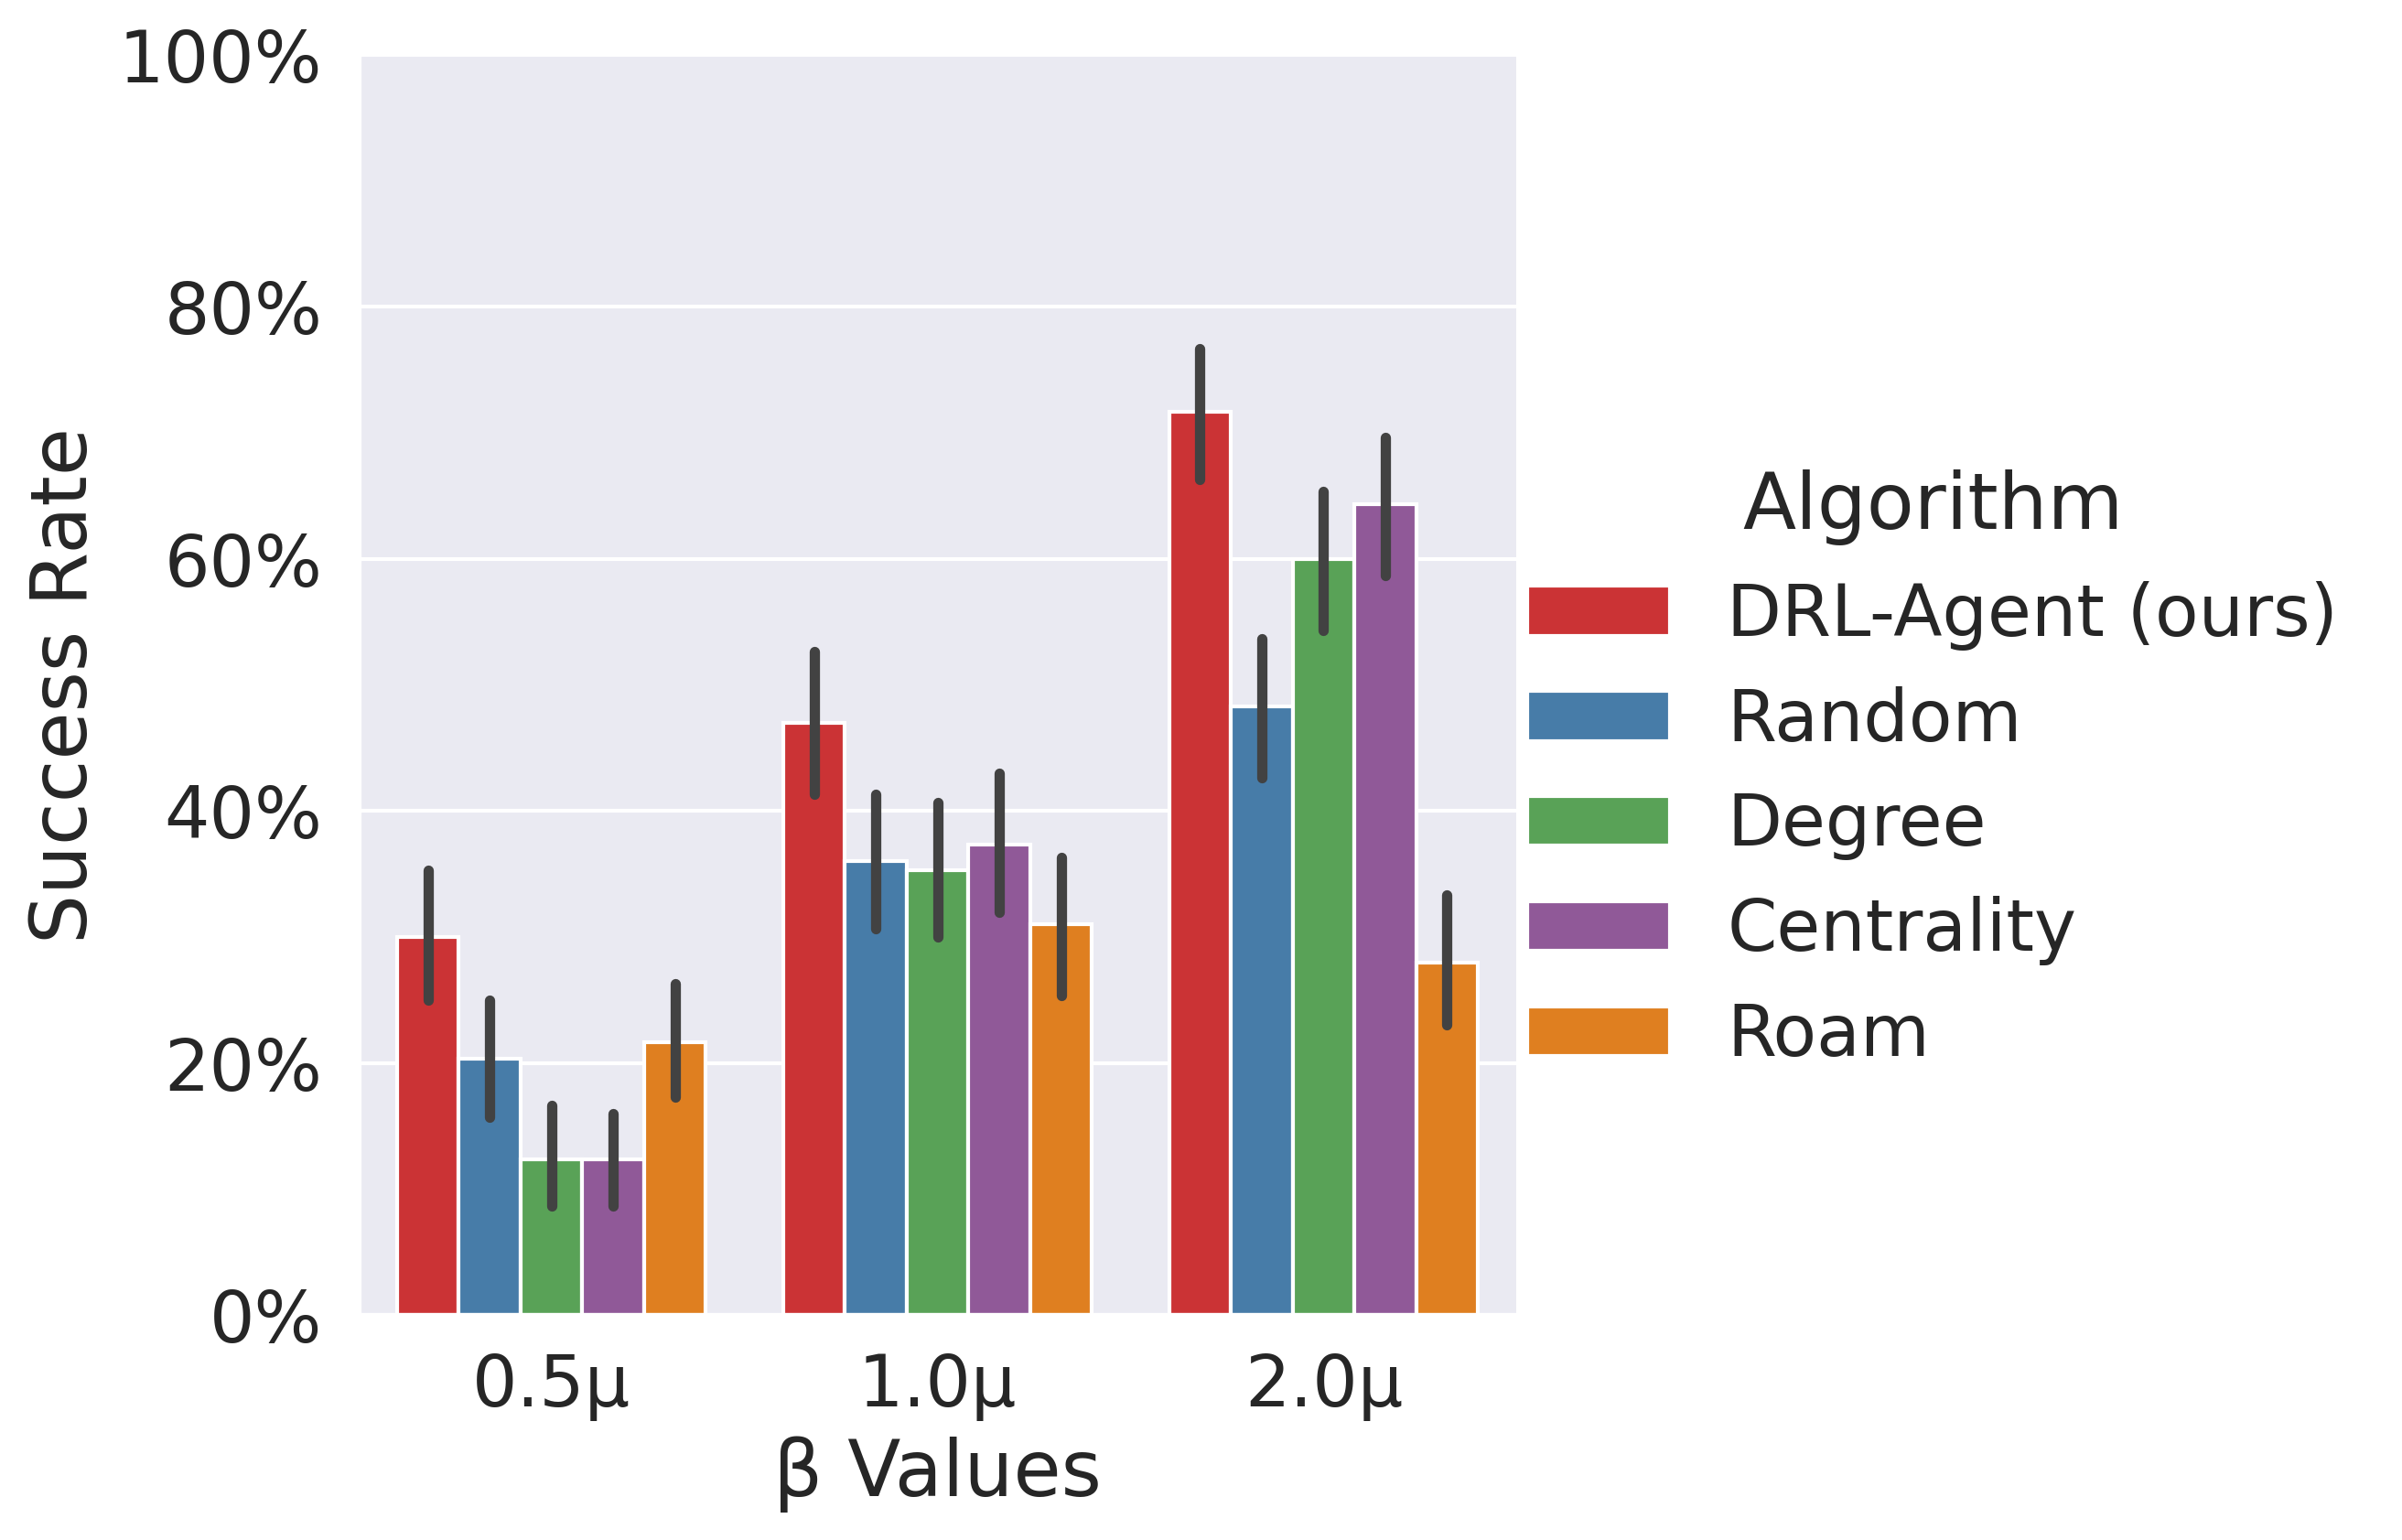 100%
80%
60%
40%
20%
0%
Success Rate
0.5μ
1.0μ
2.0μ
β Values
Algorithm
DRL-Agent (ours)
Random
Degree
Centrality
Roam